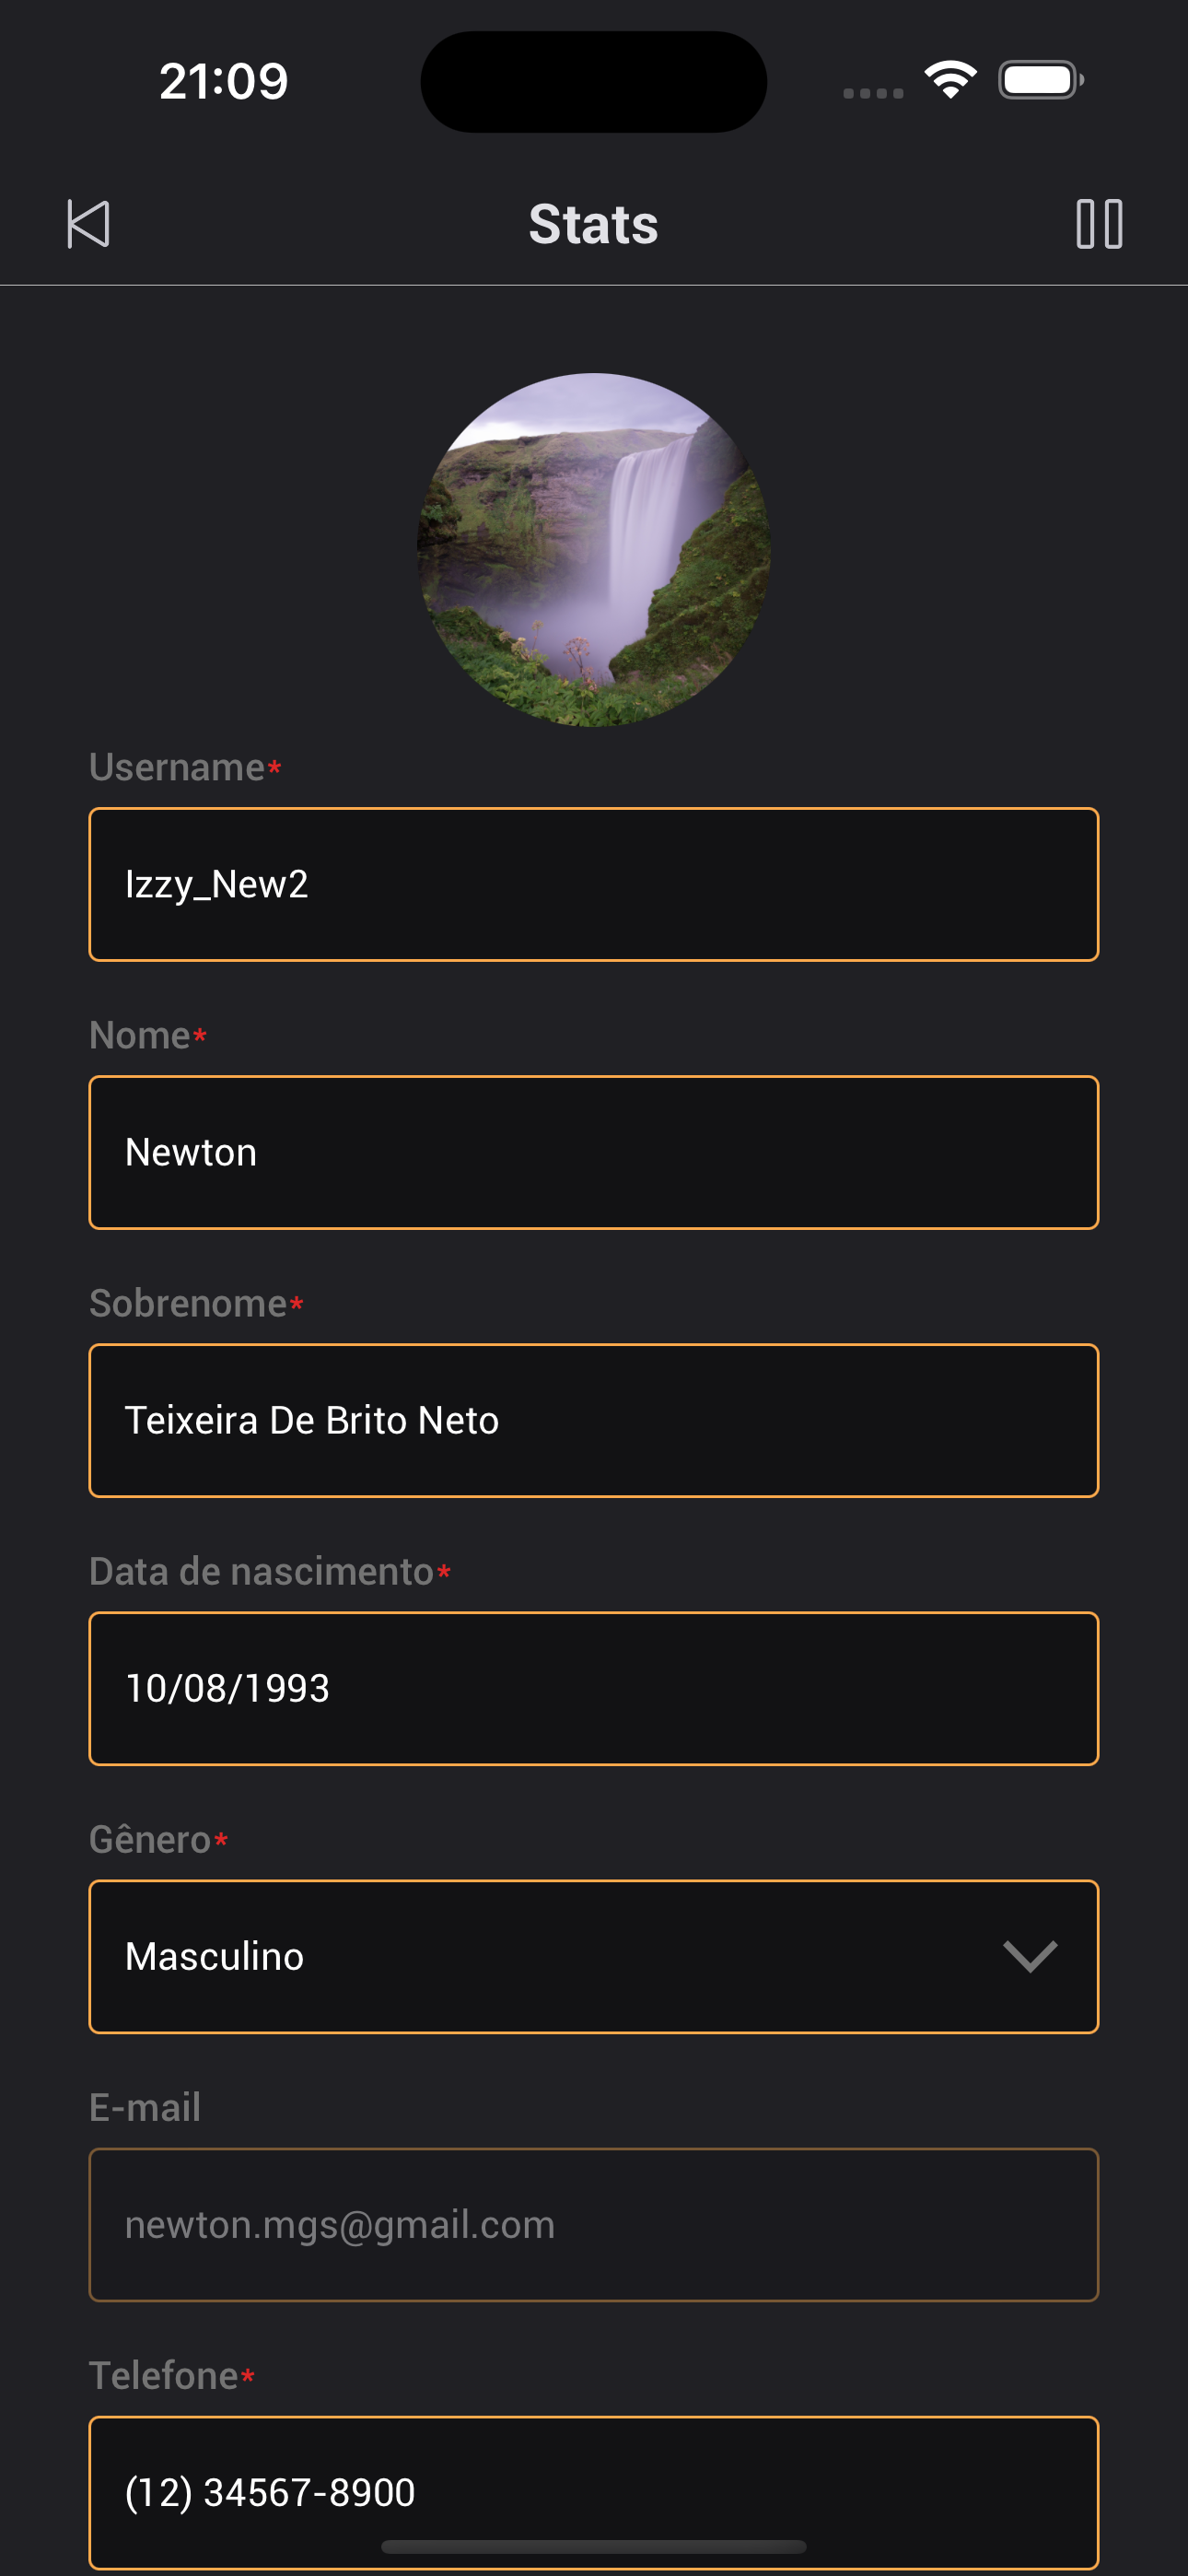 21:09
Stats
Username*
Izzy_New2
Nome*
Newton
Sobrenome*
Teixeira De Brito Neto
Data de nascimento*
10/08/1993
Gênero*
Masculino
E-mail
newton.mgs@gmail.com
Telefone*
(12) 34567-8900